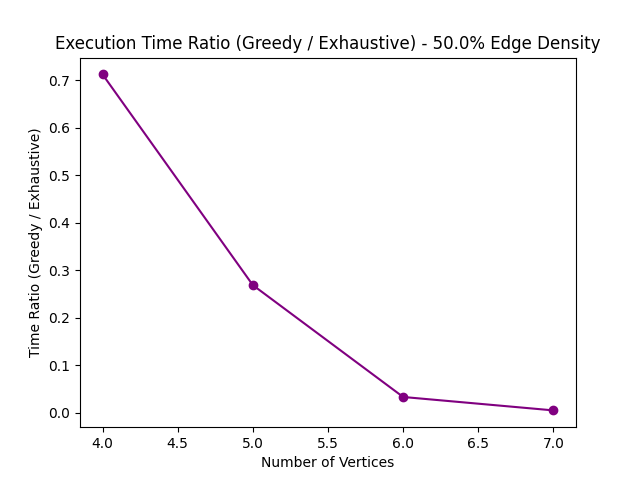 Execution Time Ratio (Greedy / Exhaustive) - 50.0% Edge Density
Time Ratio (Greedy / Exhaustive)
0.7
0.6
0.5
0.4
0.3
0.2
0.1
0.0
4.0 4.5 5.0 5.5 6.0 6.5 7.0
Number of Vertices